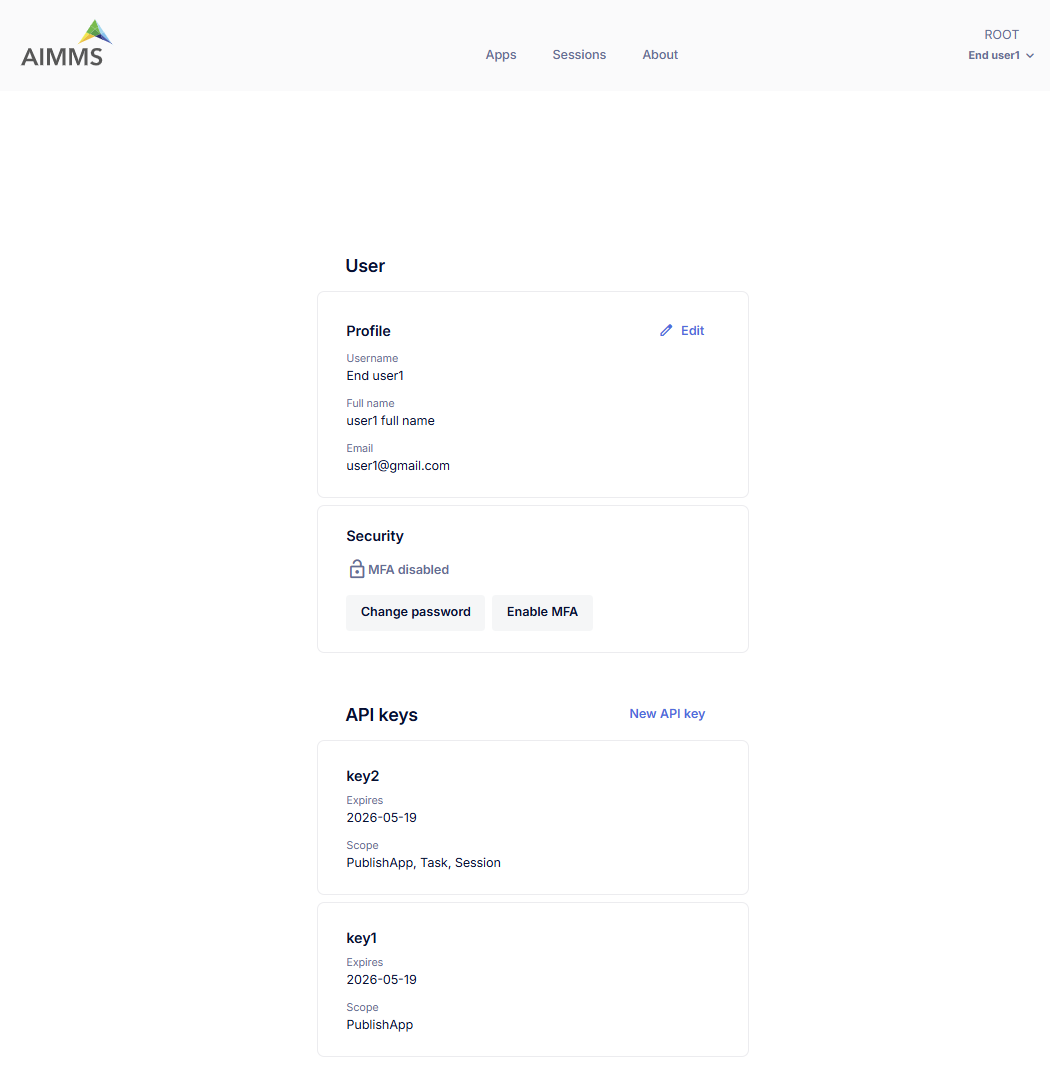 AIMMS
Apps Sessions About
ROOT
End user1
User
Profile
Edit
Username
End user1
Full name
user1 full name
Email
user1@gmail.com
Security
MFA disabled
Change password
Enable MFA
API keys
New API key
key2
Expires
2026-05-19
Scope
PublishApp, Task, Session
key1
Expires
2026-05-19
Scope
PublishApp